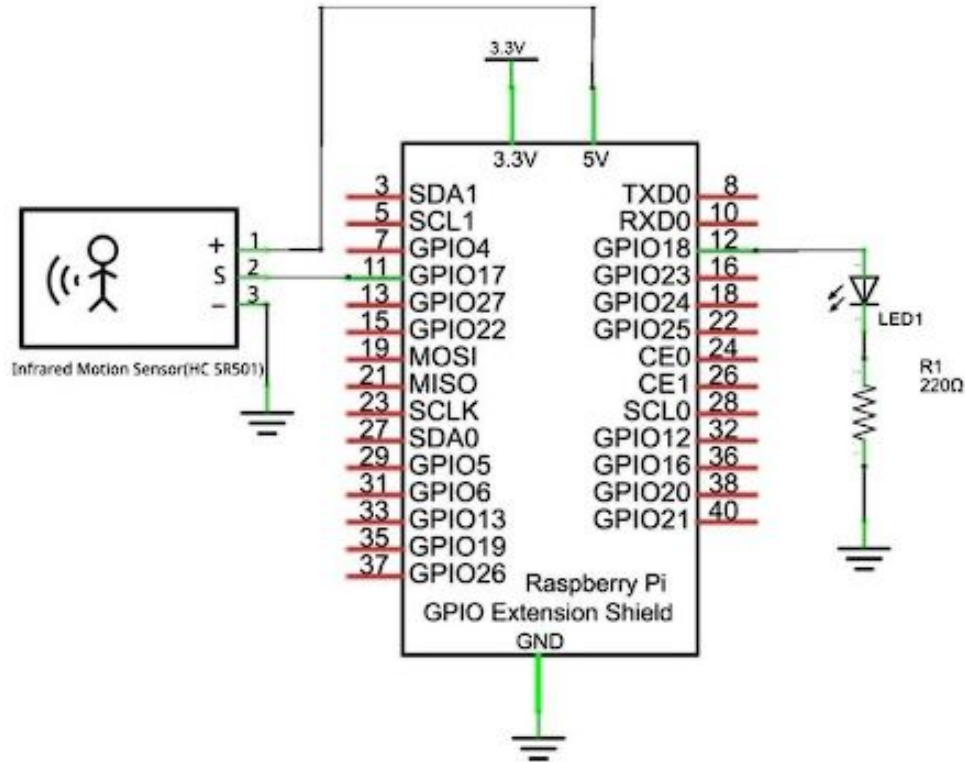 3.3V
3.3V 5V
3 SDA1 TXD0 8
5 SCL1 RXD0 10
7 GPIO4 GPIO18 12
11 GPIO17 GPIO23 16
13 GPIO27 GPIO24 18
15 GPIO22 GPIO25 22
19 MOSI CE0 24
21 MISO CE1 26
23 SCLK SCL0 28
27 SDA0 GPIO12 32
29 GPIO5 GPIO16 36
31 GPIO6 GPIO20 38
33 GPIO13 GPIO21 40
35 GPIO19
37 GPIO26
Raspberry Pi
GPIO Extension Shield
GND
+ 1
S 2
− 3
Infrared Motion Sensor(HC SR501)
LED1
R1
220Ω